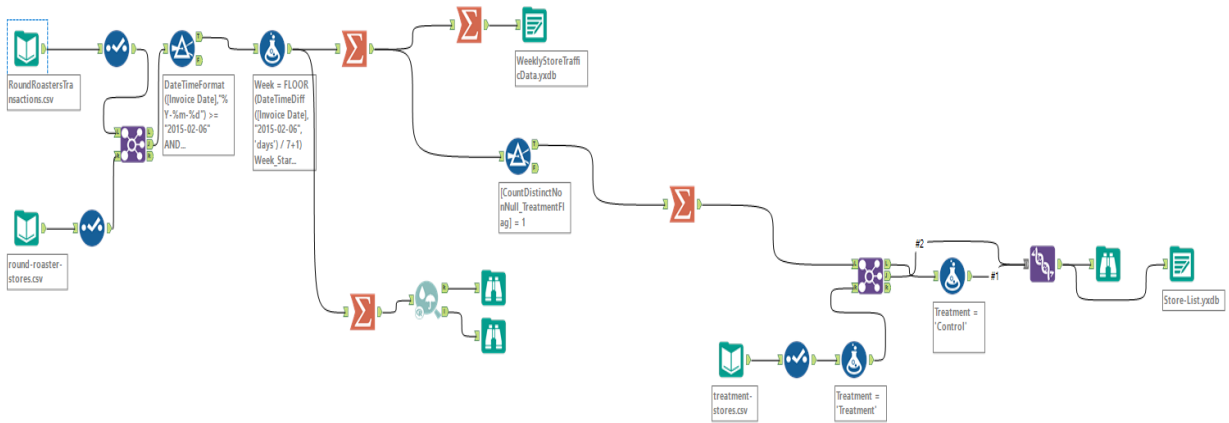 RoundRoastersTra
nsactions.csv
DateTimeFormat
([Invoice Date],"%
Y-%m-%d") >=
"2015-02-06"
AND...
Week = FLOOR
(DateTimeDiff
([Invoice Date],
"2015-02-06",
'days') / 7+1)
Week_Star...
WeeklyStoreTraffi
cData.yxdb
[CountDistinctNo
nNull_TreatmentFl
ag] = 1
round-roaster-
stores.csv
#2
#1
Treatment =
'Control'
Store-List.yxdb
treatment-
stores.csv
Treatment =
'Treatment'